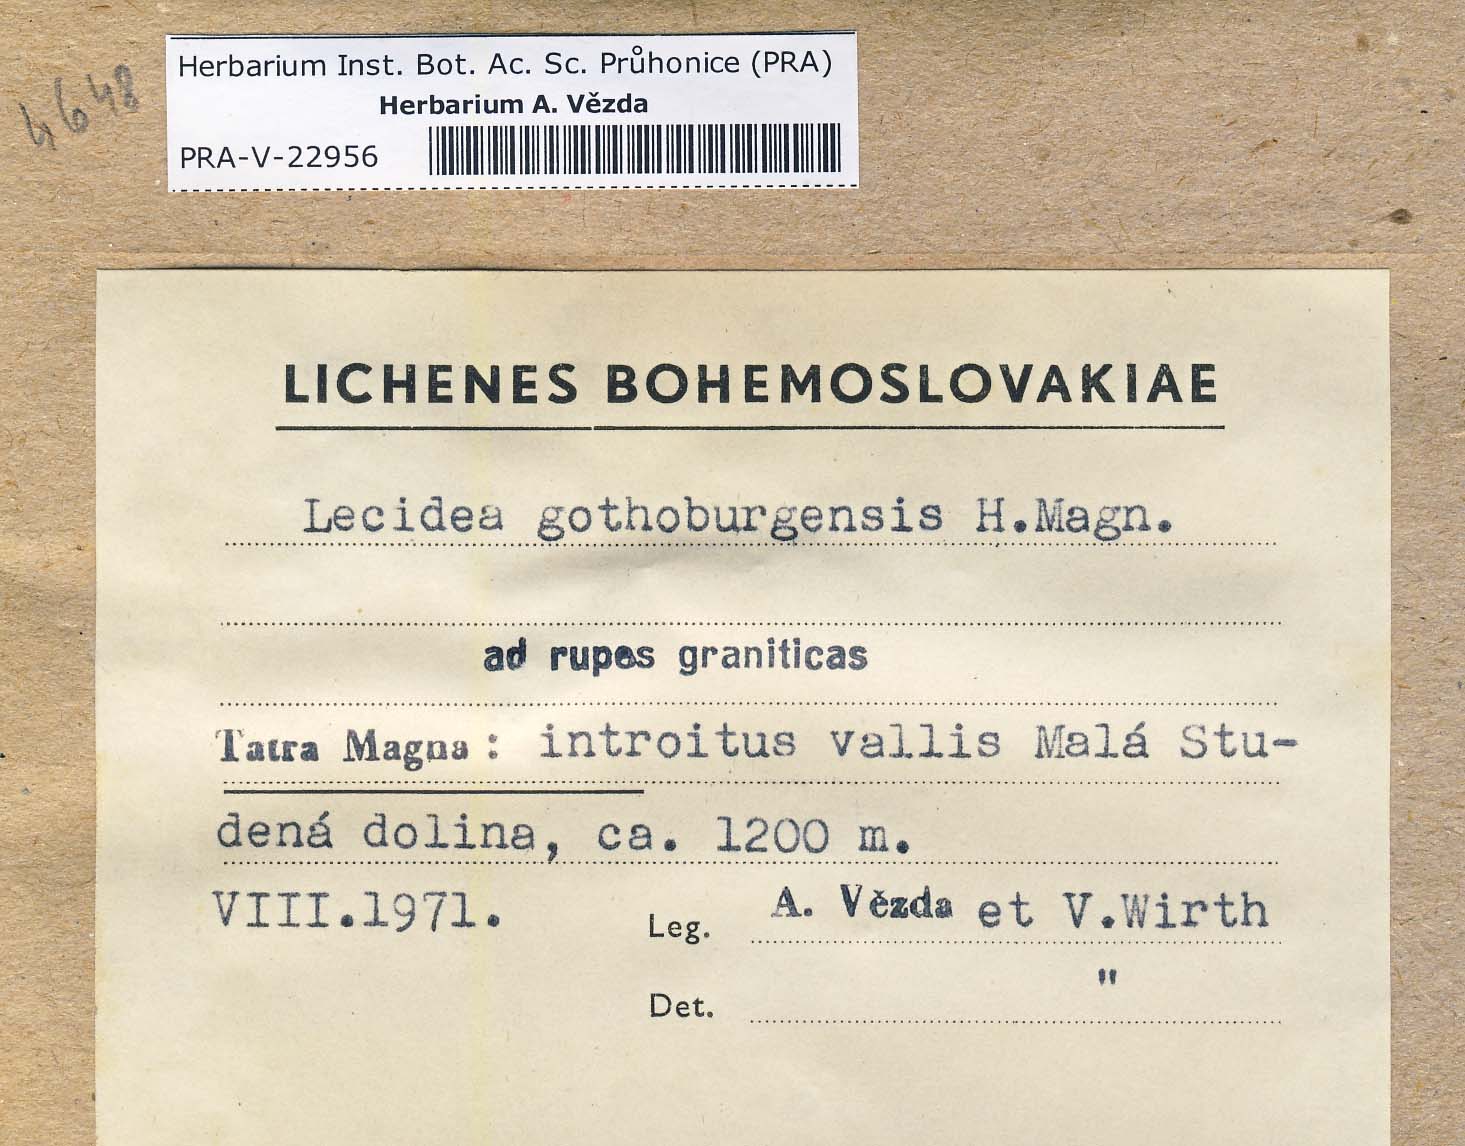 4648
Herbarium Inst. Bot. Ac. Sc. Průhonice (PRA)
Herbarium A. Vězda
PRA-V-22956
LICHENES BOHEMOSLOVAKIAE
Lecidea gothoburgensis H.Magn.
ad rupes graniticas
Tatra Magna: introitus vallis Malá Stu-
dená dolina, ca. 1200 m.
VIII.1971.
Leg. A. Vězda et V.Wirth
Det. "